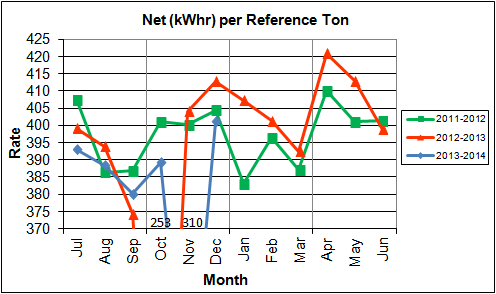 Net (kWhr) per Reference Ton
425
420
415
410
405
400
395
390
385
380
375
370
Rate
253
310
Jul
Aug
Sep
Oct
Nov
Dec
Jan
Feb
Mar
Apr
May
Jun
Month
2011-2012
2012-2013
2013-2014